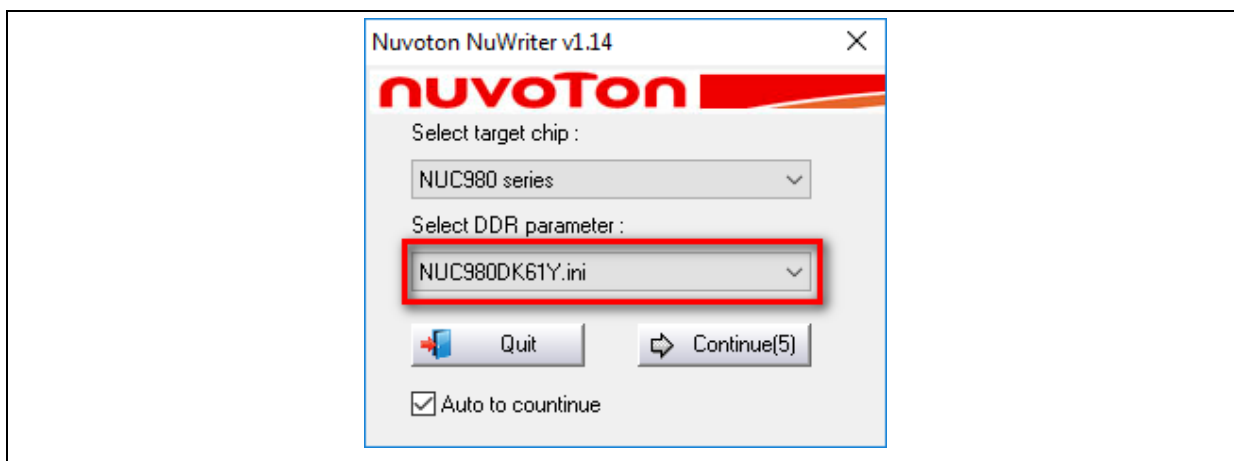 Nuvoton NuWriter v1.14
nuvoTon
Select target chip :
NUC980 series
Select DDR parameter :
NUC980DK61Y.ini
Quit Continue(5)
Auto to countinue